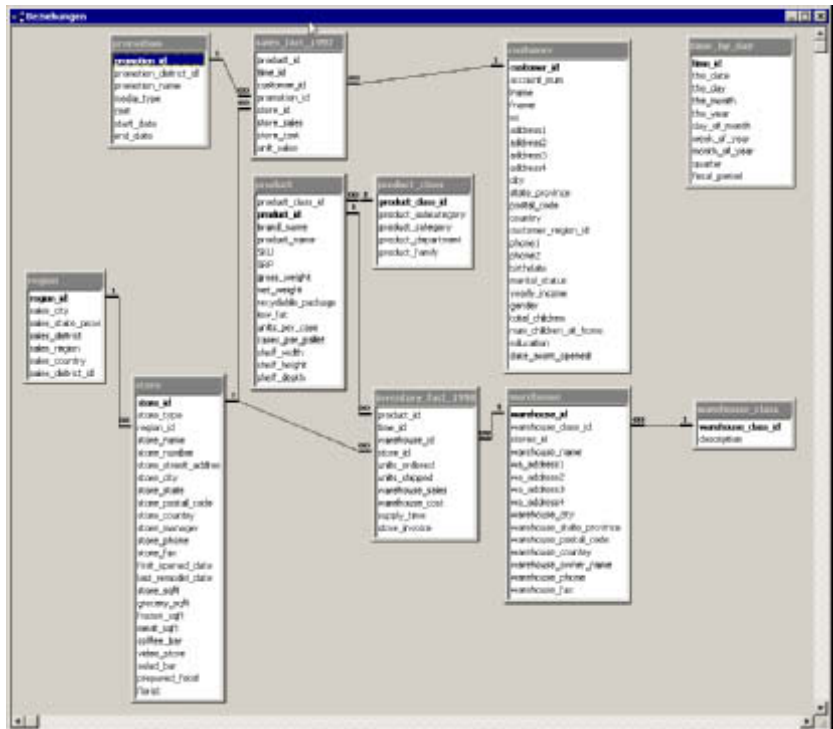 Beziehungen
promotion
promotion_id
promotion_district_id
promotion_name
media_type
cost
start_date
end_date
sales_fact_1997
product_id
time_id
customer_id
promotion_id
store_id
store_sales
store_cost
unit_sales
customer
customer_id
account_num
lname
fname
mi
address1
address2
address3
address4
city
state_province
postal_code
country
customer_region_id
phone1
phone2
birthdate
marital_status
yearly_income
gender
total_children
num_children_at_home
education
date_accnt_opened
time_by_day
time_id
the_date
the_day
the_month
the_year
day_of_month
week_of_year
month_of_year
quarter
fiscal_period
product
product_class_id
product_id
brand_name
product_name
SKU
SRP
gross_weight
net_weight
recyclable_package
low_fat
units_per_case
cases_per_pallet
shelf_width
shelf_height
shelf_depth
product_class
product_class_id
product_subcategory
product_category
product_department
product_family
region
region_id
sales_city
sales_state_provi
sales_district
sales_region
sales_country
sales_district_id
store
store_id
store_type
region_id
store_name
store_number
store_street_addres
store_city
store_state
store_postal_code
store_country
store_manager
store_phone
store_fax
first_opened_date
last_remodel_date
store_sqft
grocery_sqft
frozen_sqft
meat_sqft
coffee_bar
video_store
salad_bar
prepared_food
florist
inventory_fact_1998
product_id
time_id
warehouse_id
store_id
units_ordered
units_shipped
warehouse_sales
warehouse_cost
supply_time
store_invoice
warehouse
warehouse_id
warehouse_class_id
stores_id
warehouse_name
wa_address1
wa_address2
wa_address3
wa_address4
warehouse_city
warehouse_state_province
warehouse_postal_code
warehouse_country
warehouse_owner_name
warehouse_phone
warehouse_fax
warehouse_class
warehouse_class_id
description